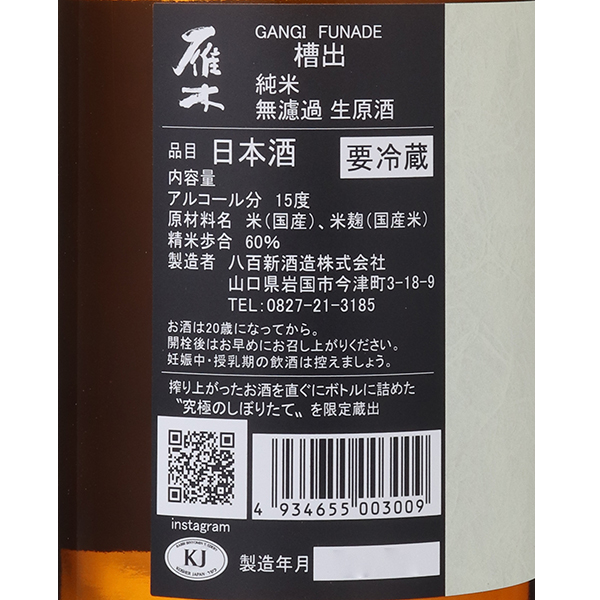 雁木
GANGI FUNADE
槽出
純米
無濾過 生原酒
品目 日本酒
要冷蔵
内容量
アルコール分 15度
原材料名 米(国産)、米麹(国産米)
精米歩合 60%
製造者 八百新酒造株式会社
山口県岩国市今津町3-18-9
TEL:0827-21-3185
お酒は20歳になってから。
開栓後はお早めにお召し上がりください。
妊娠中・授乳期の飲酒は控えましょう。
搾り上がったお酒を直ぐにボトルに詰めた
〝究極のしぼりたて〟を限定蔵出
4 934655 003009
instagram
KJ
KOSHER JAPAN
製造年月